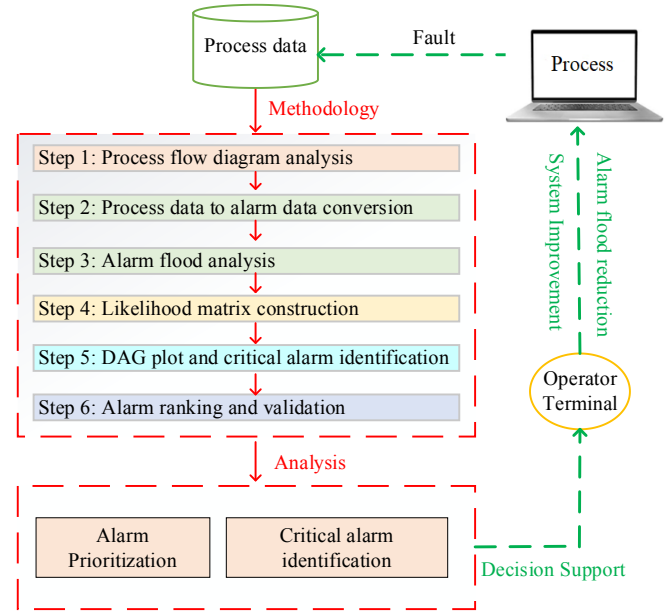 Process data
Fault
Process
Methodology
Step 1: Process flow diagram analysis
Step 2: Process data to alarm data conversion
Step 3: Alarm flood analysis
Step 4: Likelihood matrix construction
Step 5: DAG plot and critical alarm identification
Step 6: Alarm ranking and validation
System Improvement
Alarm flood reduction
Operator
Terminal
Analysis
Alarm
Prioritization
Critical alarm
identification
Decision Support